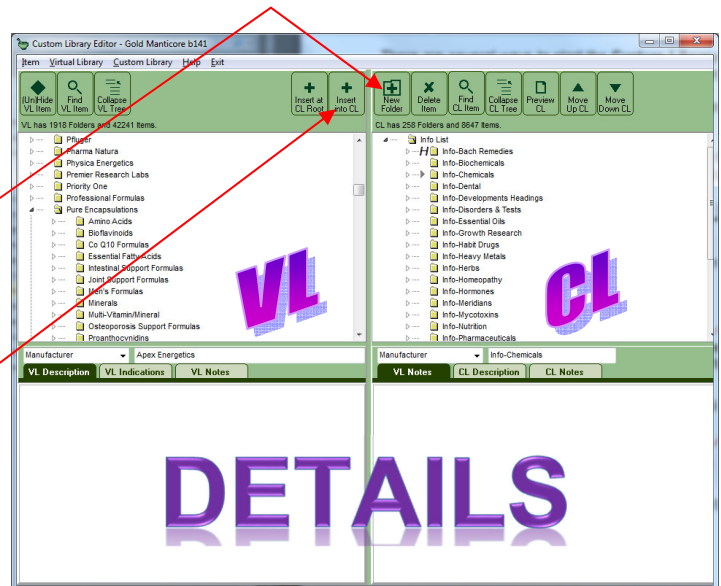 Custom Library Editor - Gold Manticore b141
Item Virtual Library Custom Library Help Exit
(Un)Hide VL Item
Find VL Item
Collapse VL Tree
Insert at CL Root
Insert into CL
New Folder
Delete Item
Find CL Item
Collapse CL Tree
Preview CL
Move Up CL
Move Down CL
VL has 1918 Folders and 42241 Items.
Pfluger
Pharma Natura
Physica Energetics
Premier Research Labs
Priority One
Professional Formulas
Pure Encapsulations
Amino Acids
Bioflavinoids
Co Q10 Formulas
Essential Fatty Acids
Intestinal Support Formulas
Joint Support Formulas
Men's Formulas
Minerals
Multi-Vitamin/Mineral
Osteoporosis Support Formulas
Proanthocynidins
VL
CL has 258 Folders and 8647 Items.
Info List
H Info-Bach Remedies
Info-Biochemicals
Info-Chemicals
Info-Dental
Info-Developments Headings
Info-Disorders & Tests
Info-Essential Oils
Info-Growth Research
Info-Habit Drugs
Info-Heavy Metals
Info-Herbs
Info-Homeopathy
Info-Hormones
Info-Meridians
Info-Mycotoxins
Info-Nutrition
Info-Pharmaceuticals
CL
Manufacturer Apex Energetics
VL Description VL Indications VL Notes
Manufacturer Info-Chemicals
VL Notes CL Description CL Notes
DETAILS